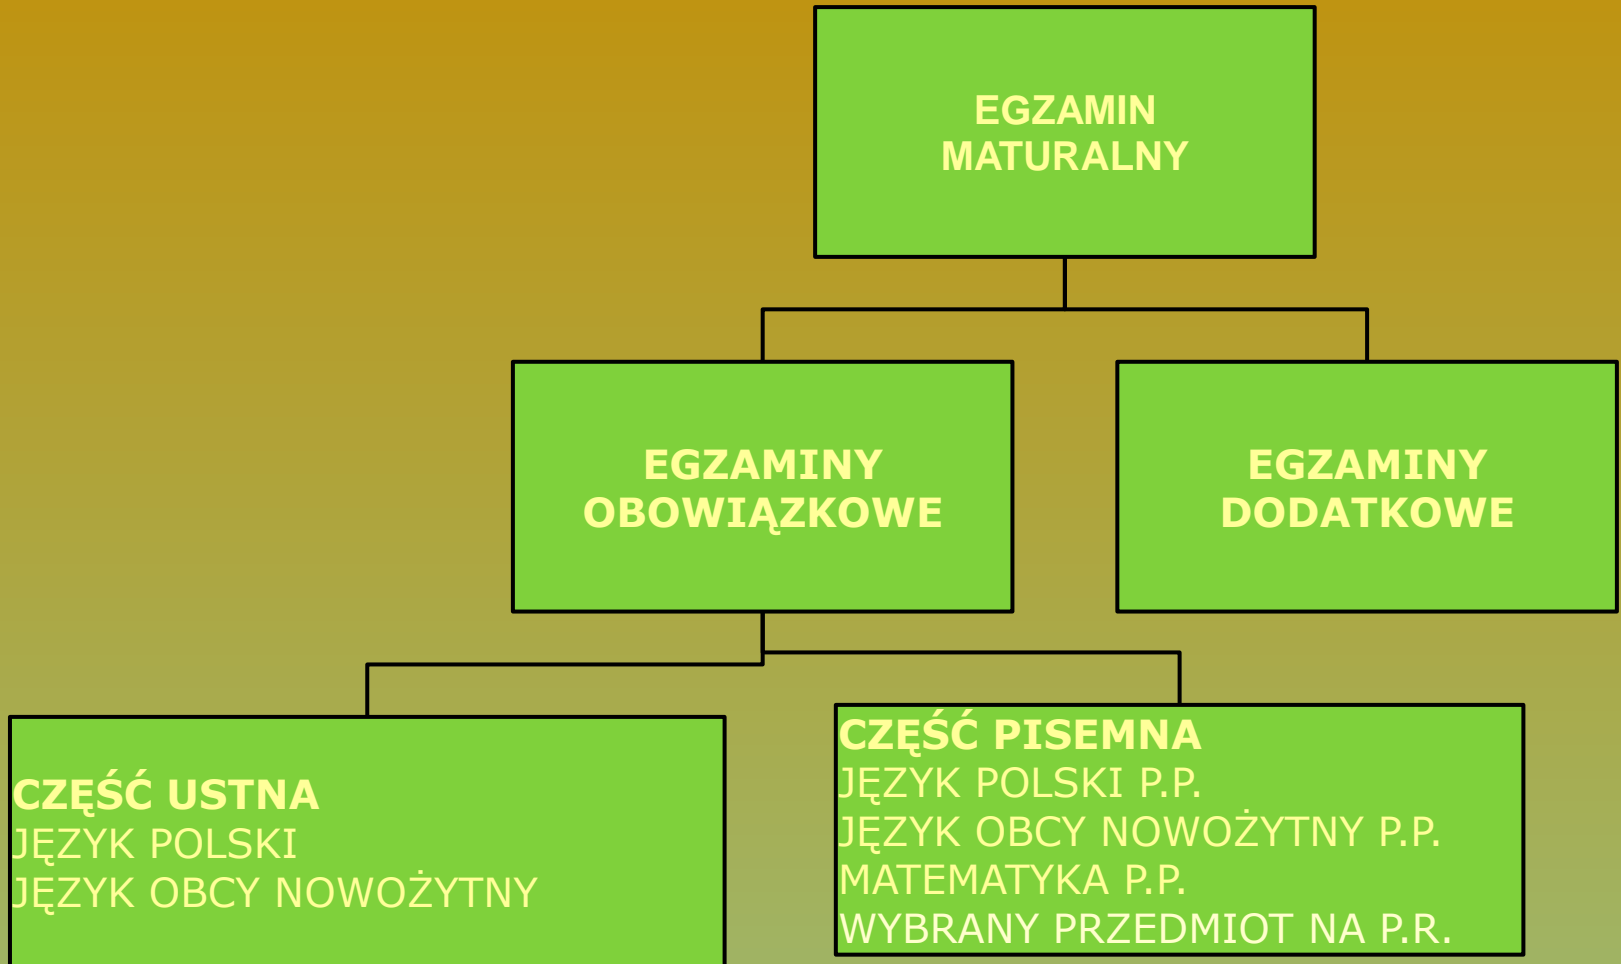 EGZAMIN
MATURALNY
EGZAMINY
OBOWIĄZKOWE
EGZAMINY
DODATKOWE
CZĘŚĆ USTNA
JĘZYK POLSKI
JĘZYK OBCY NOWOŻYTNY
CZĘŚĆ PISEMNA
JĘZYK POLSKI P.P.
JĘZYK OBCY NOWOŻYTNY P.P.
MATEMATYKA P.P.
WYBRANY PRZEDMIOT NA P.R.